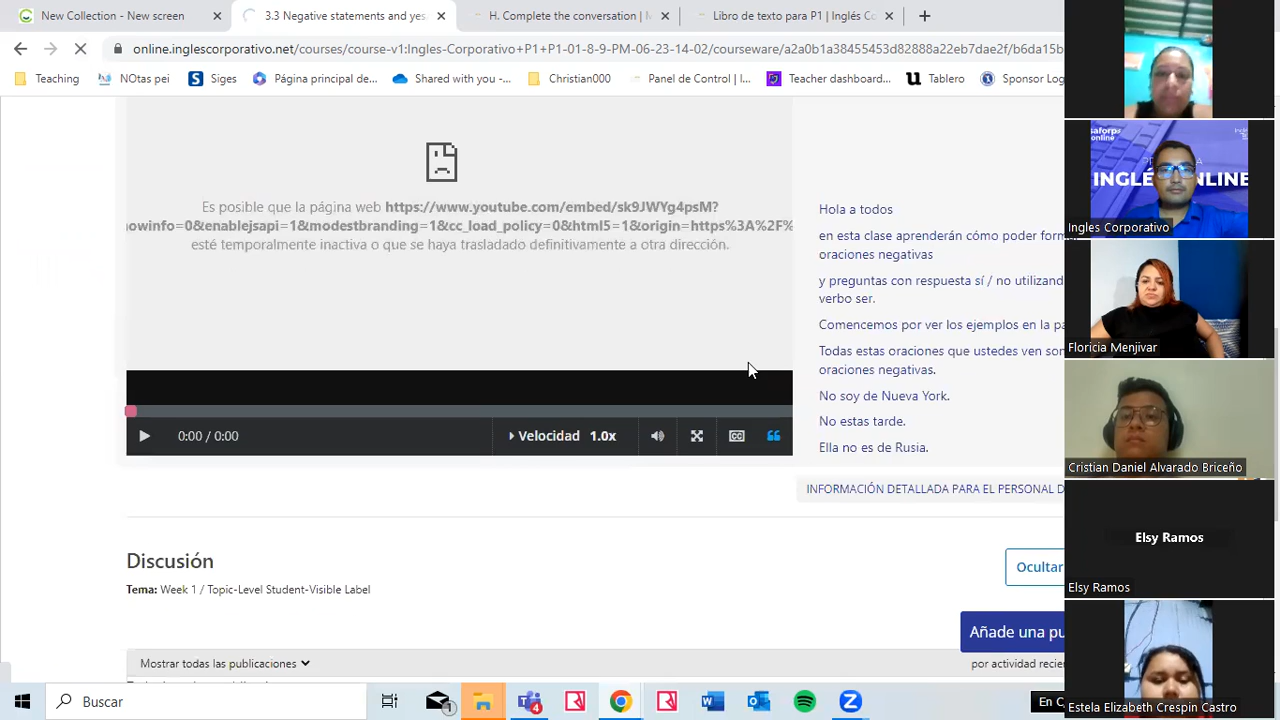 New Collection - New screen
3.3 Negative statements and yes
H. Complete the conversation | M
Libro de texto para P1 | Inglés Co
online.inglescorporativo.net/courses/course-v1:Ingles-Corporativo+P1+P1-01-8-9-PM-06-23-14-02/courseware/
Teaching
NOtas pei
Siges
Página principal de...
Shared with you -...
Christian000
Panel de Control | I...
Teacher dashboard...
Tablero
Sponsor Log
Es posible que la página web https://www.youtube.com/embed/sk9JWYg4psM?
owinfo=0&enablejsapi=1&modestbranding=1&cc_load_policy=0&html5=1&origin=https%3A%2F%
esté temporalmente inactiva o que se haya trasladado definitivamente a otra dirección.
0:00 / 0:00
Velocidad 1.0x
Hola a todos
en esta clase aprenderán cómo poder formar
oraciones negativas
y preguntas con respuesta sí / no utilizand
verbo ser.
Comencemos por ver los ejemplos en la pa
Todas estas oraciones que ustedes ven son
oraciones negativas.
No soy de Nueva York.
No estas tarde.
Ella no es de Rusia.
INFORMACIÓN DETALLADA PARA EL PERSONAL D
Discusión
Tema: Week 1 / Topic-Level Student-Visible Label
Ocultar
Añade una pu
Mostrar todas las publicaciones
por actividad recien
Buscar
1
4
En C
saforp
online
INGLÉS ONLINE
Ingles Corporativo
Floricia Menjivar
Cristian Daniel Alvarado Briceño
Elsy Ramos
Elsy Ramos
Estela Elizabeth Crespin Castro